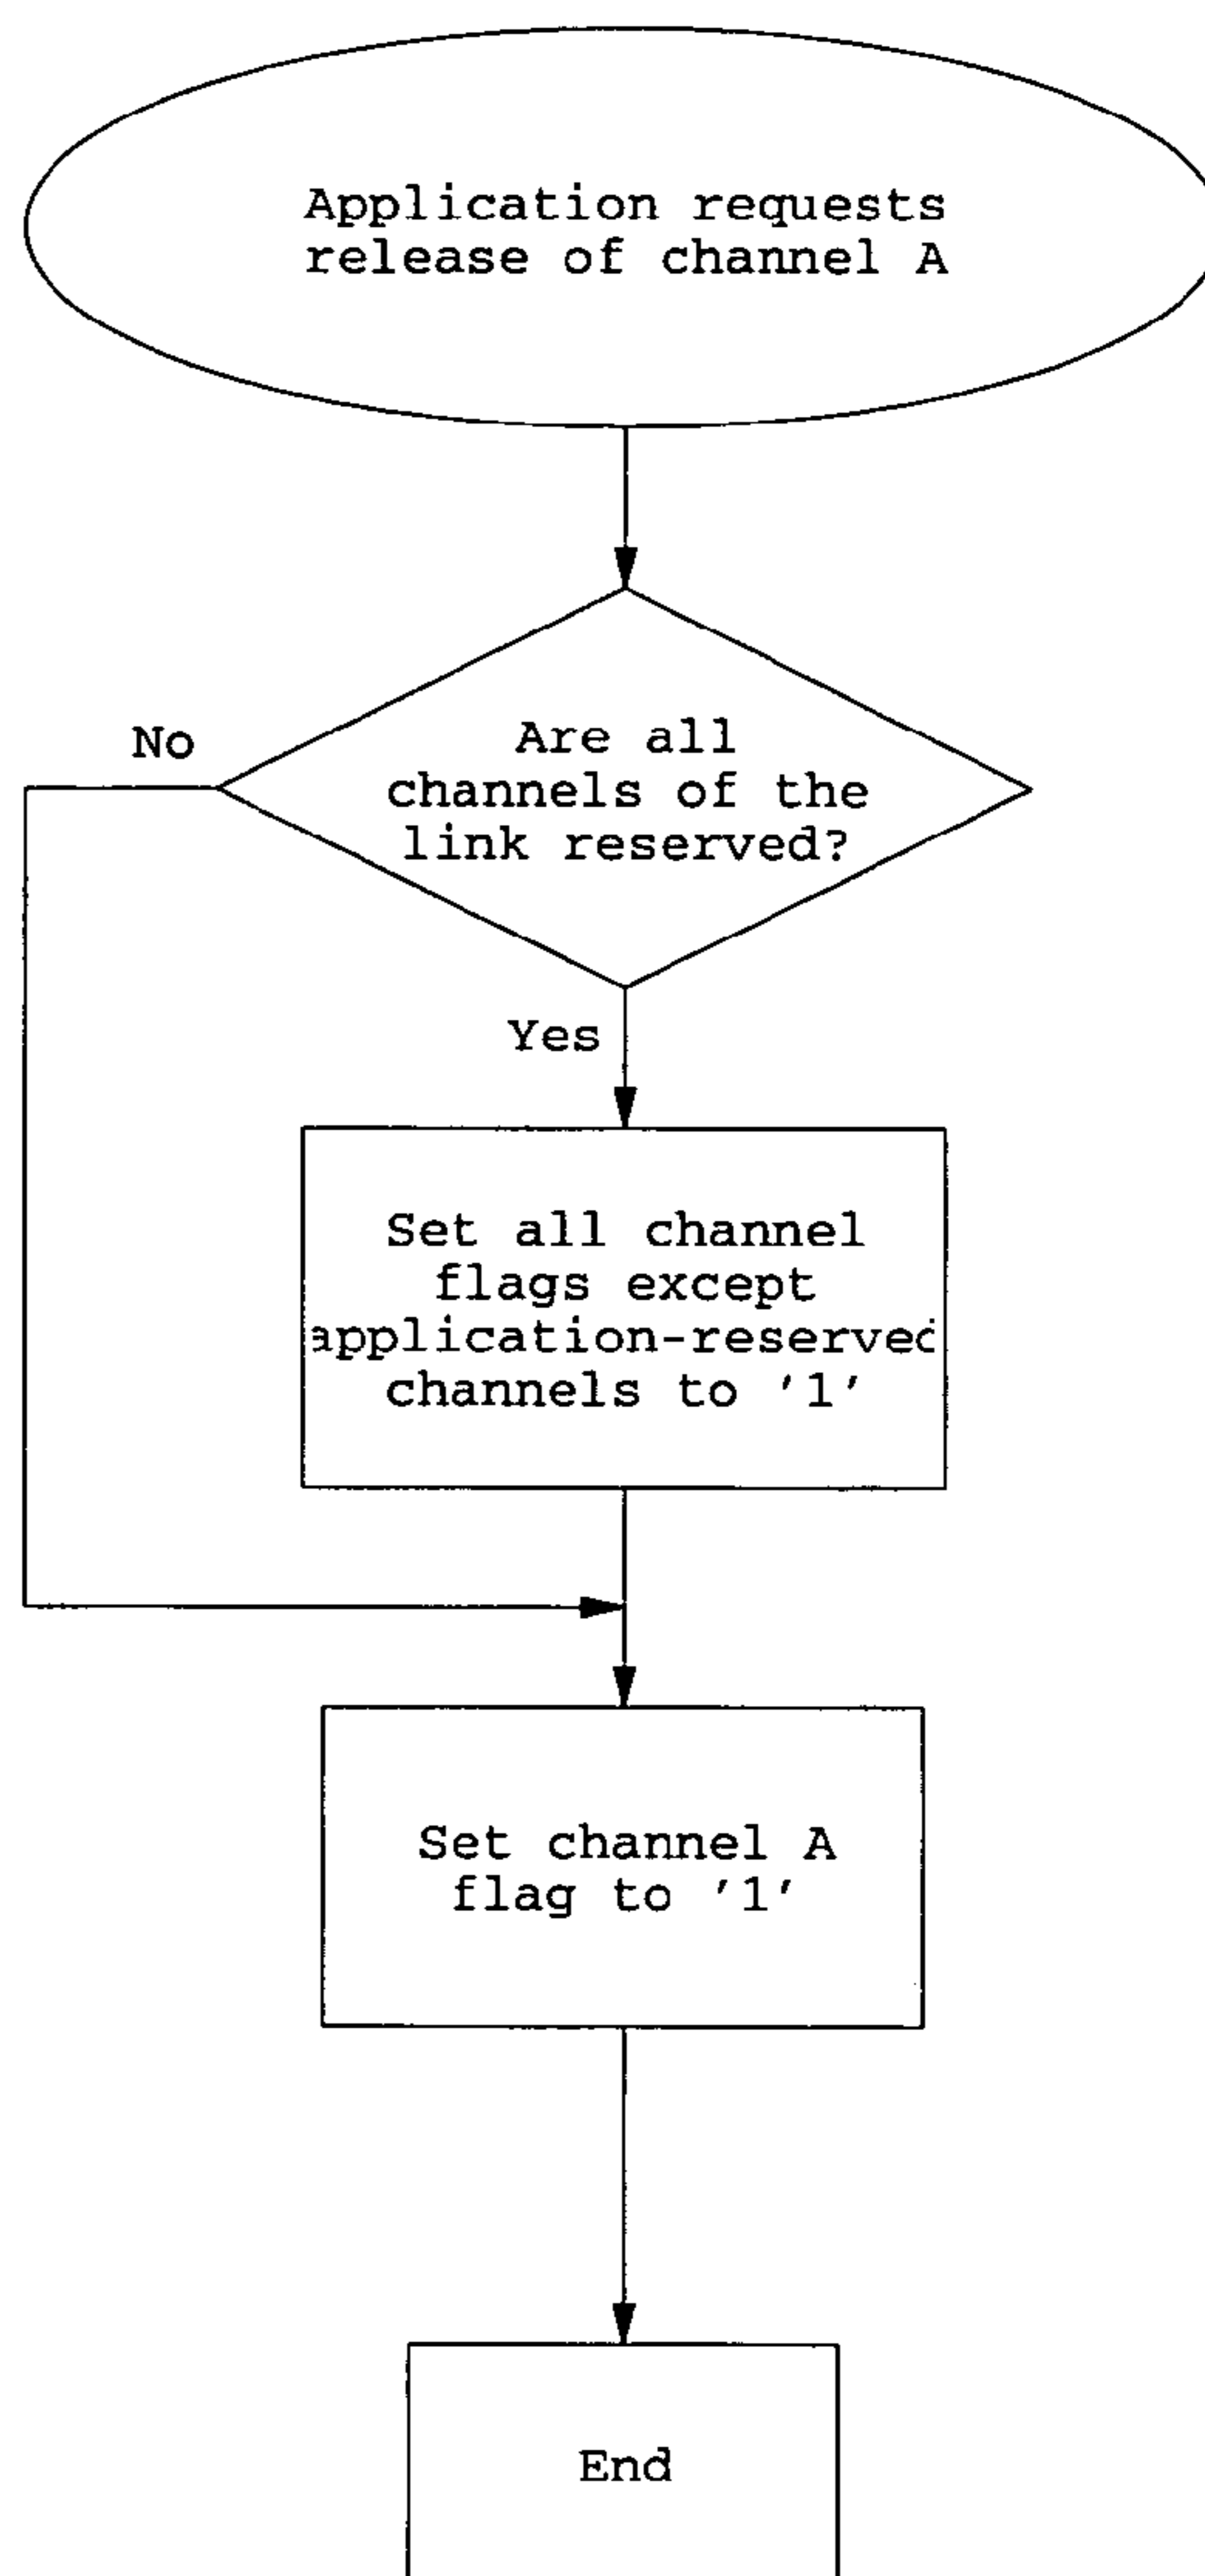 Application requests
release of channel A
Are all
channels of the
link reserved?
No
Yes
Set all channel
flags except
application-reserved
channels to '1'
Set channel A
flag to '1'
End